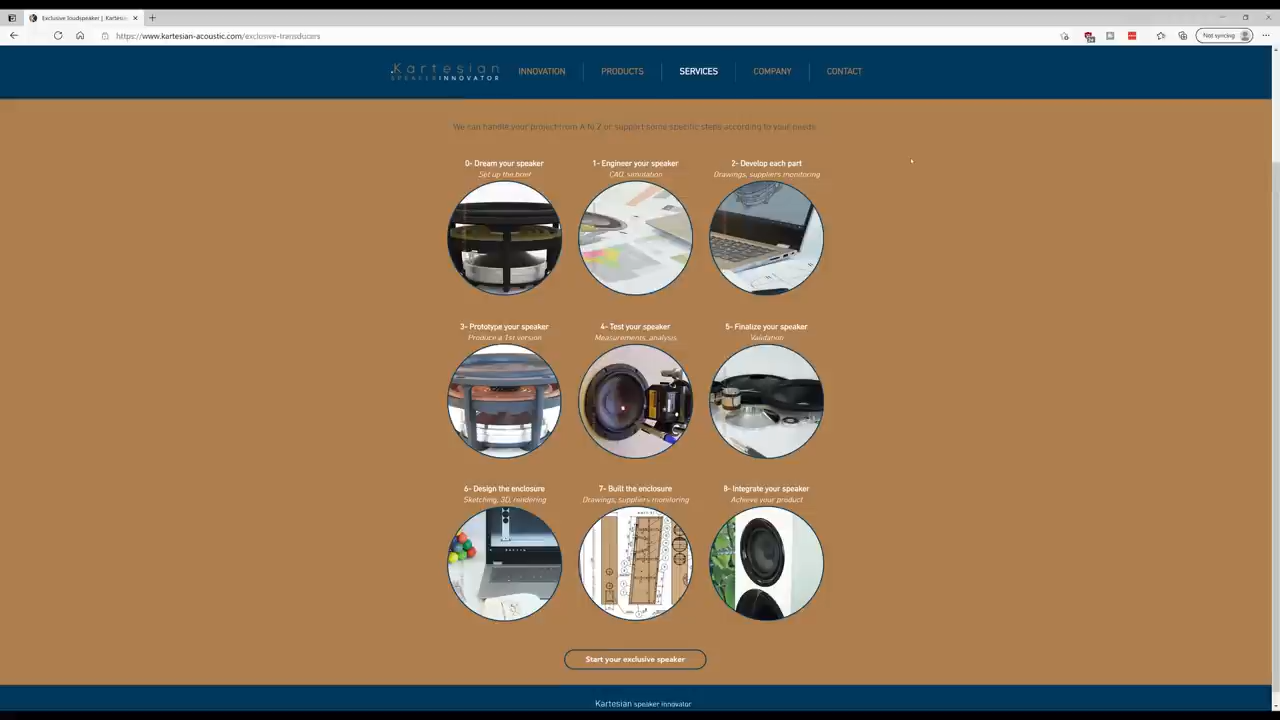 Exclusive loudspeaker | Kartesia
https://www.kartesian-acoustic.com/exclusive-transducers
Not syncing
.Kartesian
SPEAKERINNOVATOR
INNOVATION
PRODUCTS
SERVICES
COMPANY
CONTACT
We can handle your project from A to Z or support some specific steps according to your needs
0- Dream your speaker
Set up the brief
1- Engineer your speaker
CAO, simulation
2- Develop each part
Drawings, suppliers monitoring
3- Prototype your speaker
Produce a 1st version
4- Test your speaker
Measurements, analysis
5- Finalize your speaker
Validation
6- Design the enclosure
Sketching, 3D, rendering
7- Built the enclosure
Drawings, suppliers monitoring
8- Integrate your speaker
Achieve your product
Start your exclusive speaker
Kartesian speaker innovator